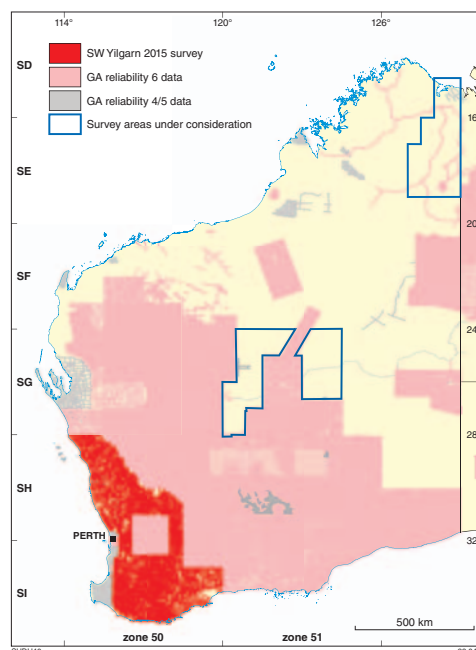 114°
120°
126°
SD
SW Yilgarn 2015 survey
GA reliability 6 data
GA reliability 4/5 data
16
Survey areas under consideration
SE
20
SF
24
SG
28
SH
PERTH
32
SI
500 km
zone 50
zone 51